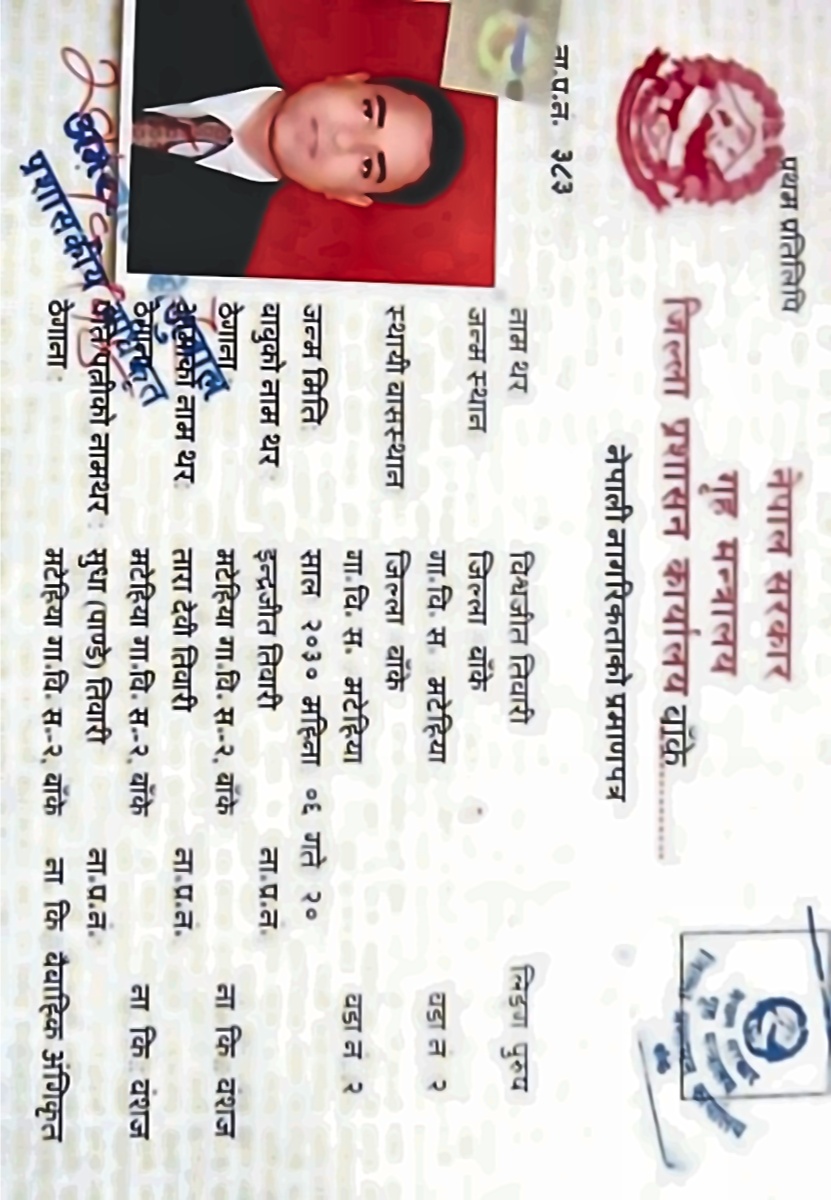 प्रथम प्रतिलिपि
नेपाल सरकार
गृह मन्त्रालय
जिल्ला प्रशासन कार्यालय बाँके
ना.प्र.नं. ३८३
नेपाली नागरिकताको प्रमाणपत्र
नाम थर विश्वजीत तिवारी लिङ्ग पुरुष
जन्म स्थान जिल्ला बाँके
गा.वि.स. मटेहिया वडा नं २
स्थायी वासस्थान जिल्ला बाँके
गा.वि.स. मटेहिया वडा नं २
जन्म मिति साल २०३० महिना ०६ गते २०
बाबुको नाम थर इन्द्रजीत तिवारी ना.प्र.नं.
ठेगाना मटेहिया गा.वि.स.-२, बाँके ना कि वंशज
आमाको नाम थर तारा देवी तिवारी ना.प्र.नं.
ठेगाना मटेहिया गा.वि.स.-२, बाँके ना कि वंशज
पति/पत्नीको नामथर: सुधा (पाण्डे) तिवारी ना.प्र.नं.
ठेगाना: मटेहिया गा.वि.स.-२, बाँके ना कि वैवाहिक अंगिकृत
प्रशासकीय अधिकृत